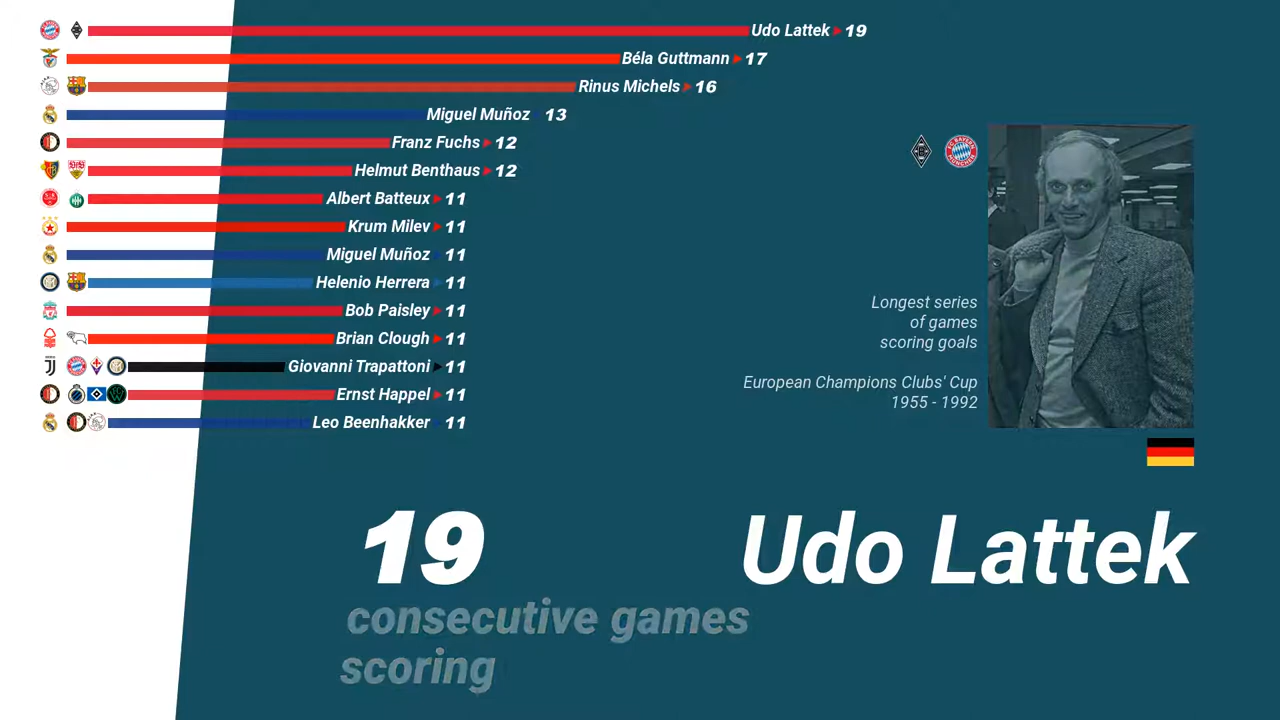 Udo Lattek 19
Béla Guttmann 17
Rinus Michels 16
Miguel Muñoz 13
Franz Fuchs 12
Helmut Benthaus 12
Albert Batteux 11
Krum Milev 11
Miguel Muñoz 11
Helenio Herrera 11
Bob Paisley 11
Brian Clough 11
Giovanni Trapattoni 11
Ernst Happel 11
Leo Beenhakker 11
FC BAYERN
MÜNCHEN
Longest series
of games
scoring goals
European Champions Clubs' Cup
1955 - 1992
19
consecutive games
scoring
Udo Lattek